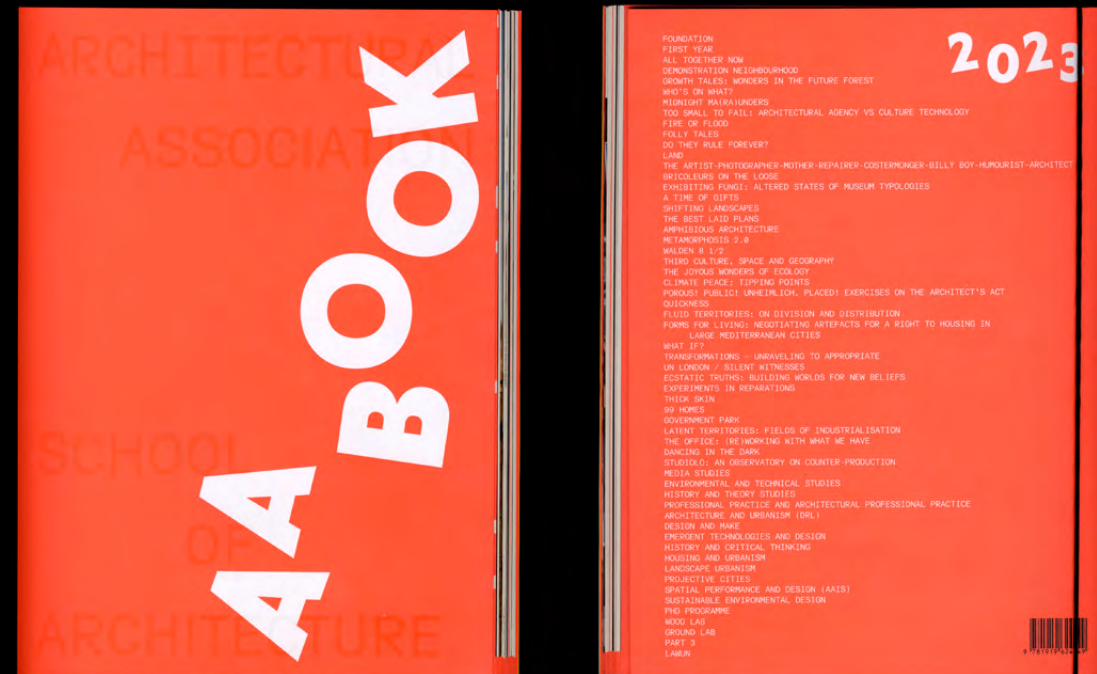 ARCHITECTURAL
ASSOCIATION
SCHOOL
OF
ARCHITECTURE
AA BOOK
2023
FOUNDATION
FIRST YEAR
ALL TOGETHER NOW
DEMONSTRATION NEIGHBOURHOOD
GROWTH TALES: WONDERS IN THE FUTURE FOREST
WHO'S ON WHAT?
MIDNIGHT MA(RA)UNDERS
TOO SMALL TO FAIL: ARCHITECTURAL AGENCY VS CULTURE TECHNOLOGY
FIRE OR FLOOD
FOLLY TALES
DO THEY RULE FOREVER?
LAND
THE ARTIST-PHOTOGRAPHER-MOTHER-REPAIRER-COSTERMONGER-BILLY BOY-HUMOURIST-ARCHITECT
BRICOLEURS ON THE LOOSE
EXHIBITING FUNGI: ALTERED STATES OF MUSEUM TYPOLOGIES
A TIME OF GIFTS
SHIFTING LANDSCAPES
THE BEST LAID PLANS
AMPHIBIOUS ARCHITECTURE
METAMORPHOSIS 2.0
WALDEN 8 1/2
THIRD CULTURE, SPACE AND GEOGRAPHY
THE JOYOUS WONDERS OF ECOLOGY
CLIMATE PEACE: TIPPING POINTS
POROUS! PUBLIC! UNHEIMLICH. PLACED! EXERCISES ON THE ARCHITECT'S ACT
QUICKNESS
FLUID TERRITORIES: ON DIVISION AND DISTRIBUTION
FORMS FOR LIVING: NEGOTIATING ARTEFACTS FOR A RIGHT TO HOUSING IN
LARGE MEDITERRANEAN CITIES
WHAT IF?
TRANSFORMATIONS – UNRAVELING TO APPROPRIATE
UN LONDON / SILENT WITNESSES
ECSTATIC TRUTHS: BUILDING WORLDS FOR NEW BELIEFS
EXPERIMENTS IN REPARATIONS
THICK SKIN
99 HOMES
GOVERNMENT PARK
LATENT TERRITORIES: FIELDS OF INDUSTRIALISATION
THE OFFICE: (RE)WORKING WITH WHAT WE HAVE
DANCING IN THE DARK
STUDIOLO: AN OBSERVATORY ON COUNTER-PRODUCTION
MEDIA STUDIES
ENVIRONMENTAL AND TECHNICAL STUDIES
HISTORY AND THEORY STUDIES
PROFESSIONAL PRACTICE AND ARCHITECTURAL PROFESSIONAL PRACTICE
ARCHITECTURE AND URBANISM (DRL)
DESIGN AND MAKE
EMERGENT TECHNOLOGIES AND DESIGN
HISTORY AND CRITICAL THINKING
HOUSING AND URBANISM
LANDSCAPE URBANISM
PROJECTIVE CITIES
SPATIAL PERFORMANCE AND DESIGN (AAIS)
SUSTAINABLE ENVIRONMENTAL DESIGN
PHD PROGRAMME
WOOD LAB
GROUND LAB
PART 3
LAWUN